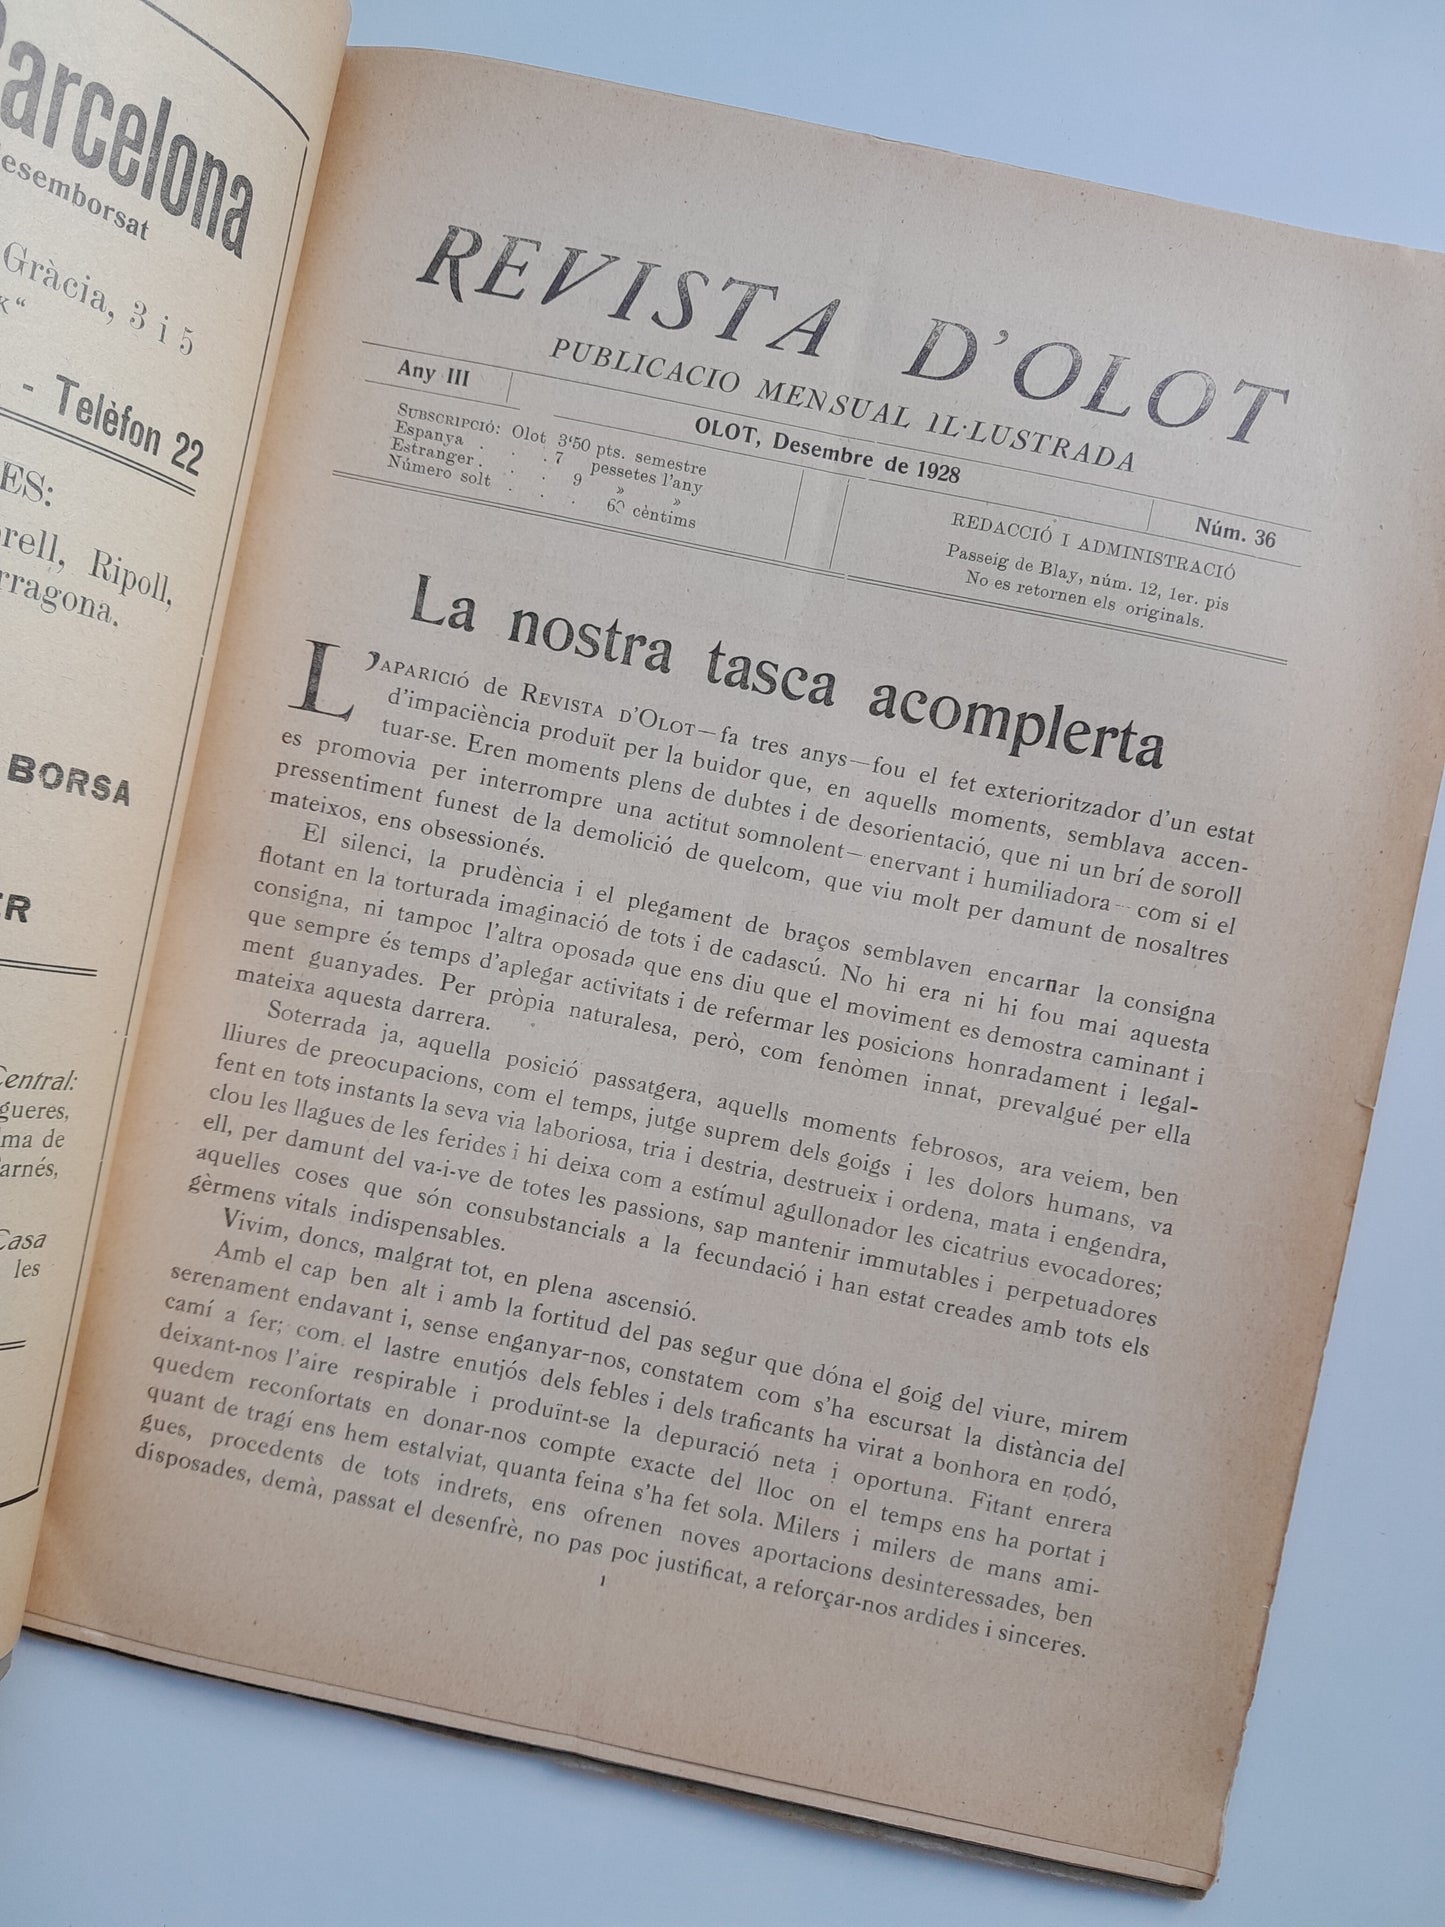 Barcelona
desemborsat
Gràcia, 3 i 5
- Telèfon 22
ES:
Ripoll,
rragona.
BORSA
ER
Central:
gueres,
ma de
Casa
les
REVISTA D'OLOT
PUBLICACIO MENSUAL IL·LUSTRADA
Any III
OLOT, Desembre de 1928
Núm. 36
SUBSCRIPCIÓ: Olot 3'50 pts. semestre
Espanya . . . 7 pessetes l'any
Estranger . . . 9 » »
Número solt . . . 60 cèntims
REDACCIÓ I ADMINISTRACIÓ
Passeig de Blay, núm. 12, 1er. pis
No es retornen els originals.
La nostra tasca acomplerta
L'APARICIÓ de REVISTA D'OLOT—fa tres anys—fou el fet exterioritzador d'un estat
d'impaciència produït per la buidor que, en aquells moments, semblava accen-
tuar-se. Eren moments plens de dubtes i de desorientació, que ni un brí de soroll
es promovia per interrompre una actitut somnolent—enervant i humiliadora—com si el
pressentiment funest de la demolició de quelcom, que viu molt per damunt de nosaltres
mateixos, ens obsessionés.
El silenci, la prudència i el plegament de braços semblaven encarnar la consigna
flotant en la torturada imaginació de tots i de cadascú. No hi era ni hi fou mai aquesta
consigna, ni tampoc l'altra oposada que ens diu que el moviment es demostra caminant i
que sempre és temps d'aplegar activitats i de refermar les posicions honradament i legal-
ment guanyades. Per pròpia naturalesa, però, com fenòmen innat, prevalgué per ella
mateixa aquesta darrera.
Soterrada ja, aquella posició passatgera, aquells moments febrosos, ara veiem, ben
lliures de preocupacions, com el temps, jutge suprem dels goigs i les dolors humans, va
fent en tots instants la seva via laboriosa, tria i destria, destrueix i ordena, mata i engendra,
clou les llagues de les ferides i hi deixa com a estímul agullonador les cicatrius evocadores;
ell, per damunt del va-i-ve de totes les passions, sap mantenir immutables i perpetuadores
aquelles coses que són consubstancials a la fecundació i han estat creades amb tots els
gèrmens vitals indispensables.
Vivim, doncs, malgrat tot, en plena ascensió.
Amb el cap ben alt i amb la fortitud del pas segur que dóna el goig del viure, mirem
serenament endavant i, sense enganyar-nos, constatem com s'ha escursat la distància del
camí a fer; com el lastre enutjós dels febles i dels traficants ha virat a bonhora en rodó,
deixant-nos l'aire respirable i produïnt-se la depuració neta i oportuna. Fitant enrera
quedem reconfortats en donar-nos compte exacte del lloc on el temps ens ha portat i
quant de tragí ens hem estalviat, quanta feina s'ha fet sola. Milers i milers de mans ami-
gues, procedents de tots indrets, ens ofrenen noves aportacions desinteressades, ben
disposades, demà, passat el desenfrè, no pas poc justificat, a reforçar-nos ardides i sinceres.
1